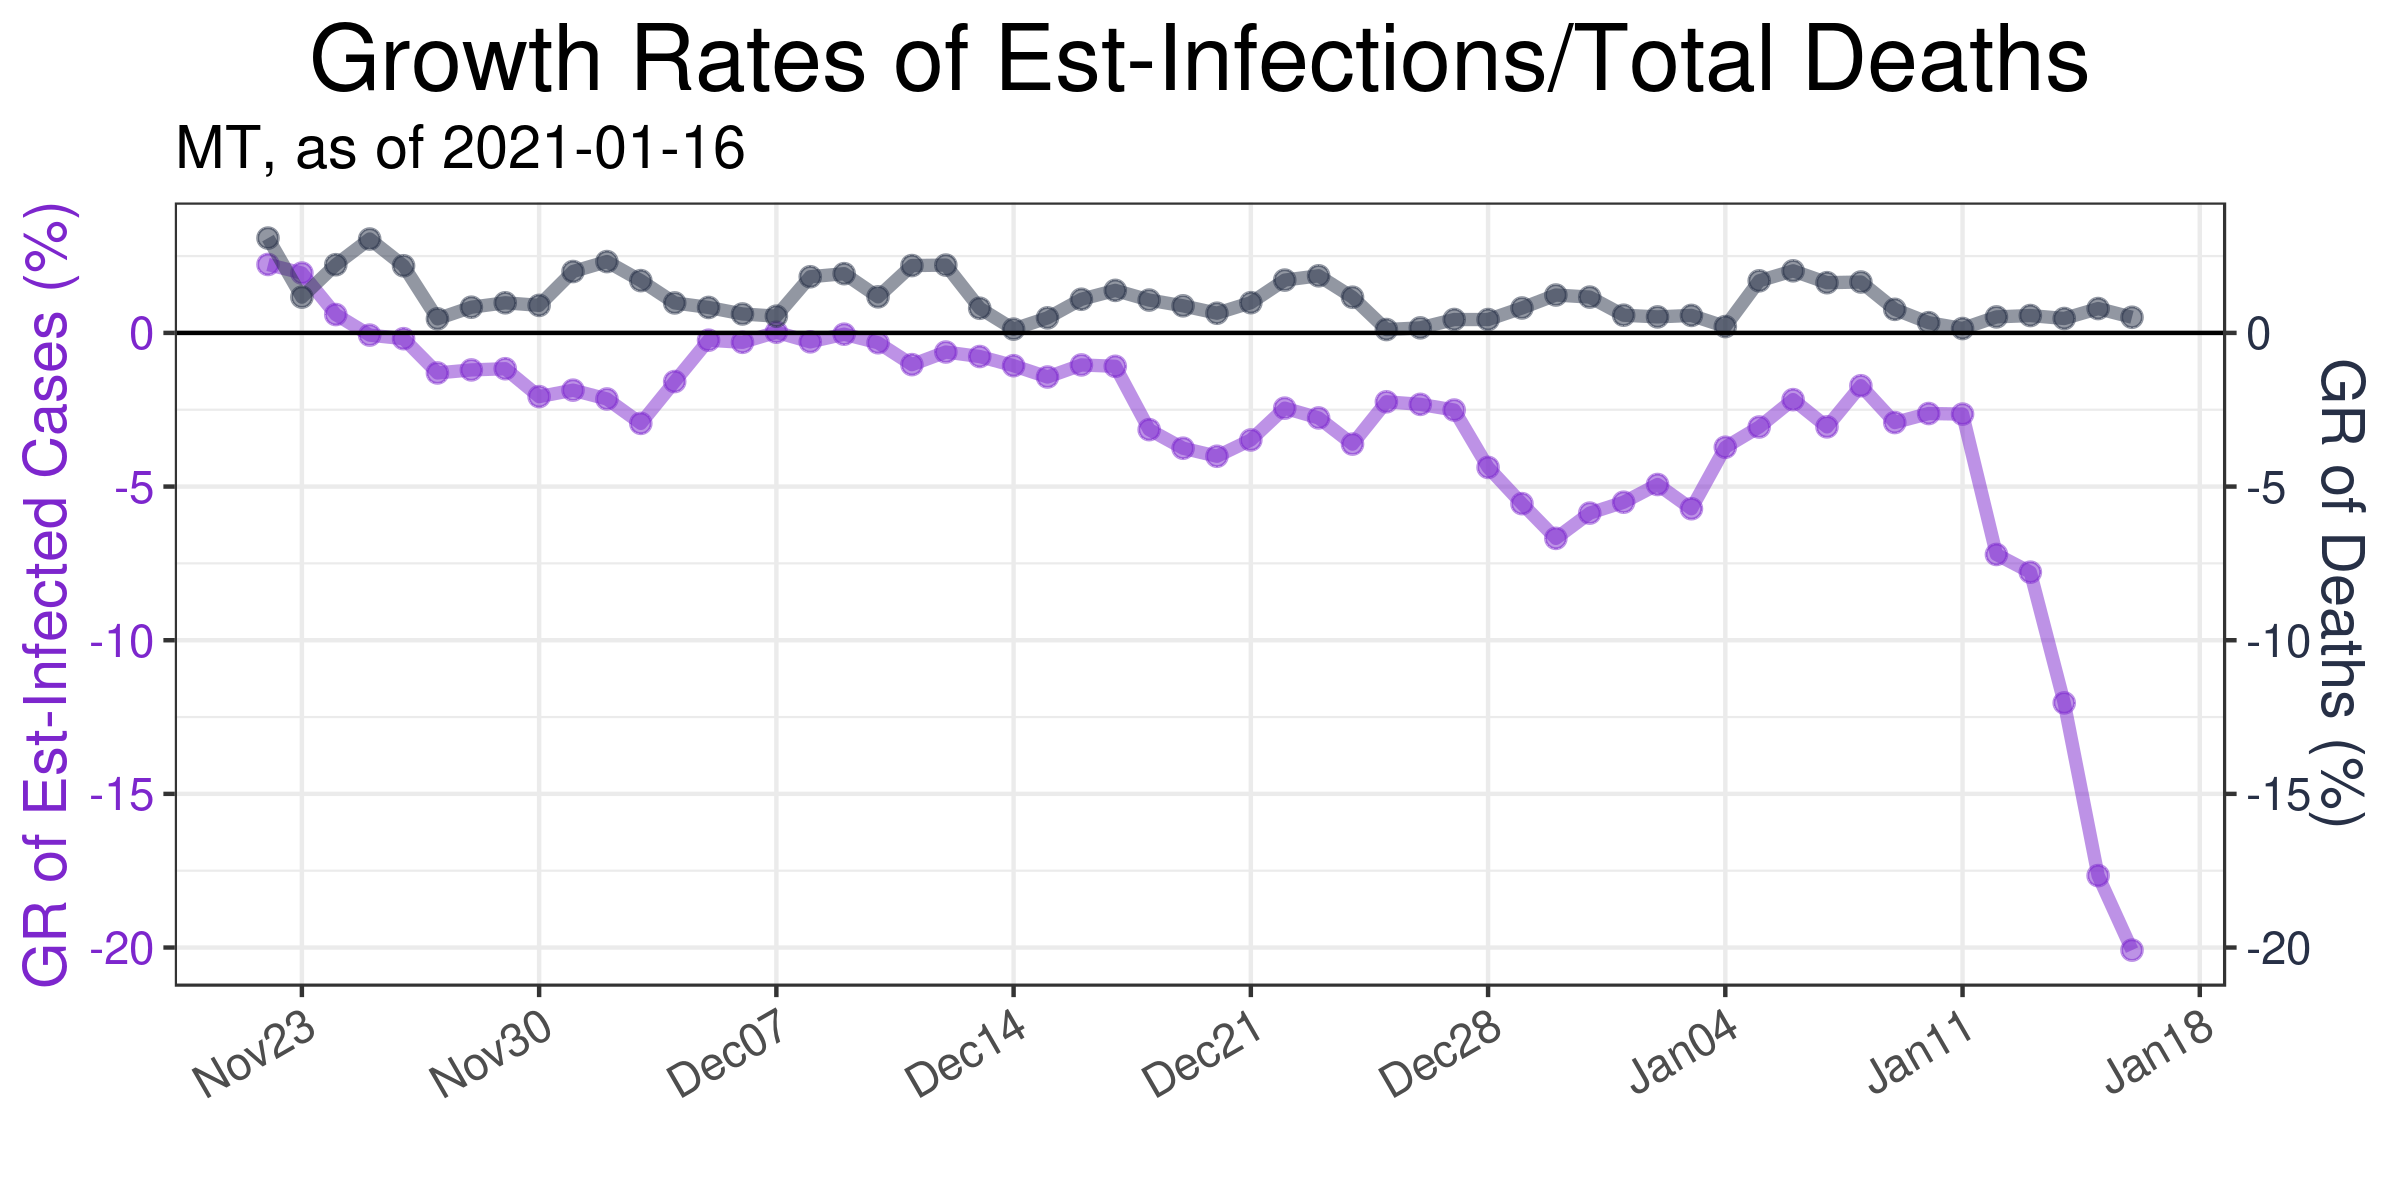 Growth Rates of Est-Infections/Total Deaths
MT, as of 2021-01-16
GR of Est-Infected Cases (%)
0
-5
-10
-15
-20
0
-5
-10
-15
-20
GR of Deaths (%)
Nov23
Nov30
Dec07
Dec14
Dec21
Dec28
Jan04
Jan11
Jan18